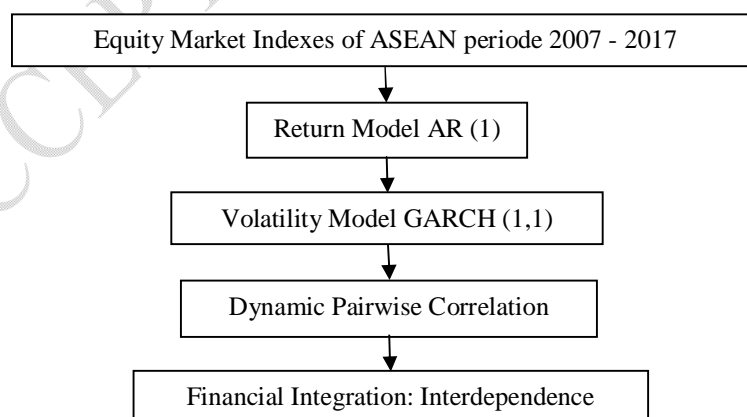 Equity Market Indexes of ASEAN periode 2007 - 2017
Return Model AR (1)
Volatility Model GARCH (1,1)
Dynamic Pairwise Correlation
Financial Integration: Interdependence